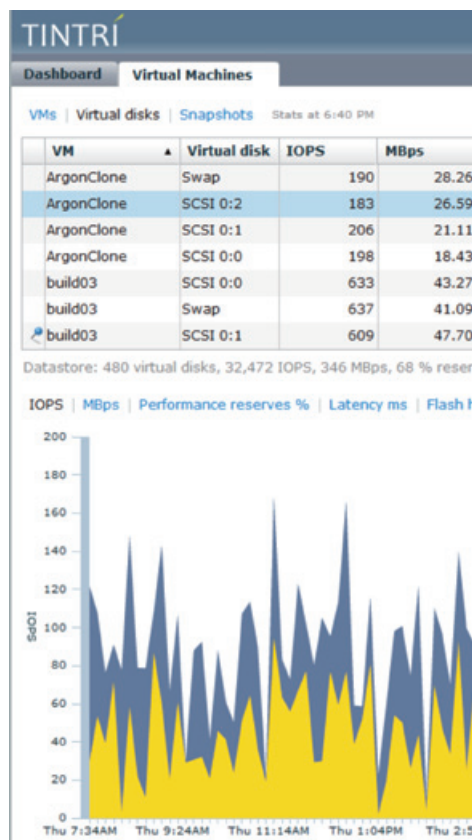 TINTRI
Dashboard Virtual Machines
VMs | Virtual disks | Snapshots Stats at 6:40 PM
VM Virtual disk IOPS MBps
ArgonClone Swap 190 28.26
ArgonClone SCSI 0:2 183 26.59
ArgonClone SCSI 0:1 206 21.11
ArgonClone SCSI 0:0 198 18.43
build03 SCSI 0:0 633 43.27
build03 Swap 637 41.09
build03 SCSI 0:1 609 47.70
Datastore: 480 virtual disks, 32,472 IOPS, 346 MBps, 68 % reser
IOPS | MBps | Performance reserves % | Latency ms | Flash h
200
180
160
140
120
100
80
60
40
20
0
IOPS
Thu 7:34AM Thu 9:24AM Thu 11:14AM Thu 1:04PM Thu 2:5